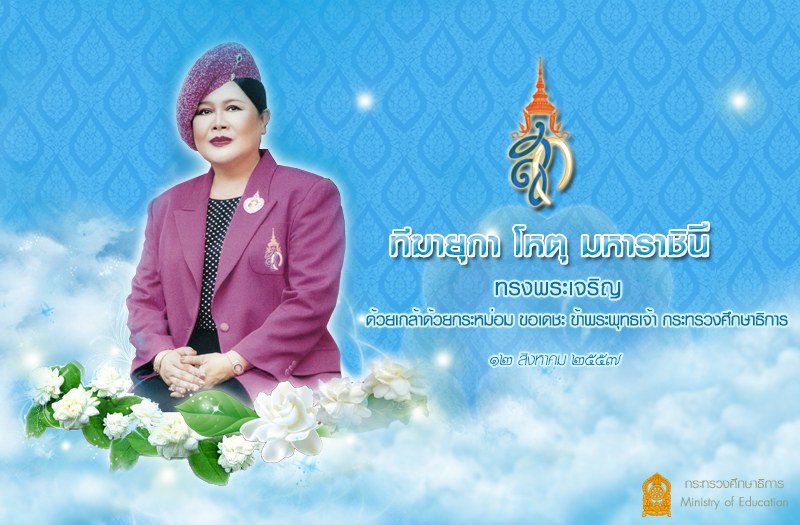 ทีฆายุกา โหตุ มหาราชินี
ทรงพระเจริญ
ด้วยเกล้าด้วยกระหม่อม ขอเดชะ ข้าพระพุทธเจ้า กระทรวงศึกษาธิการ
๑๒ สิงหาคม ๒๕๕๗
กระทรวงศึกษาธิการ
Ministry of Education